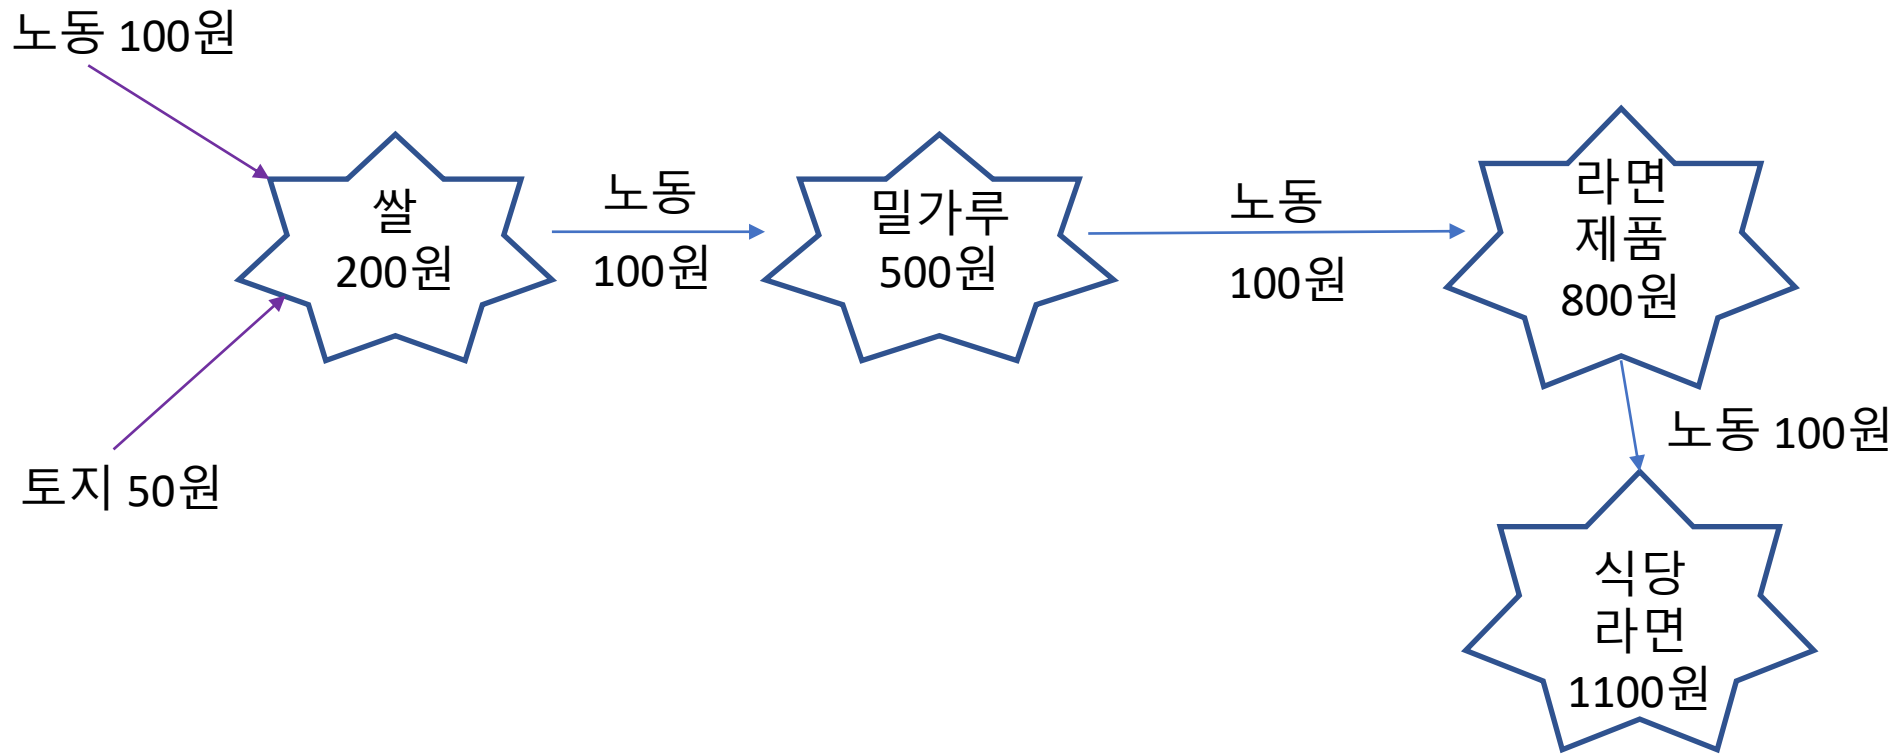 노동 100원
쌀
200원
토지 50원
노동
100원
밀가루
500원
노동
100원
라면
제품
800원
노동 100원
식당
라면
1100원